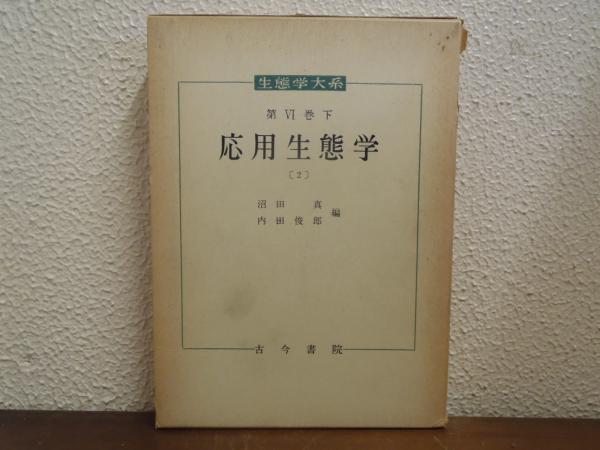 生態学大系
第Ⅵ巻下
応用生態学
〔2〕
沼田真
内田俊郎
編
古今書院